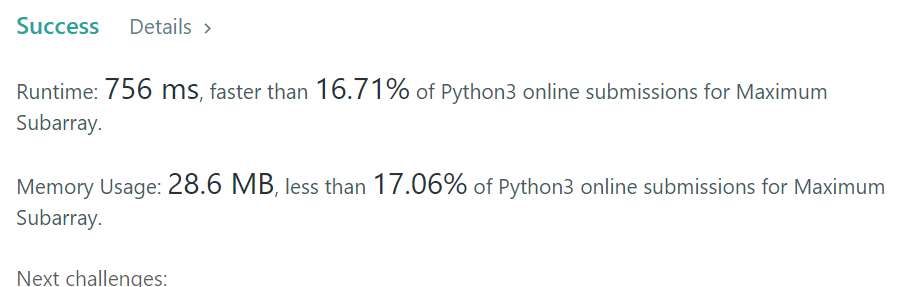 Success Details >
Runtime: 756 ms, faster than 16.71% of Python3 online submissions for Maximum
Subarray.
Memory Usage: 28.6 MB, less than 17.06% of Python3 online submissions for Maximum
Subarray.
Next challenges: